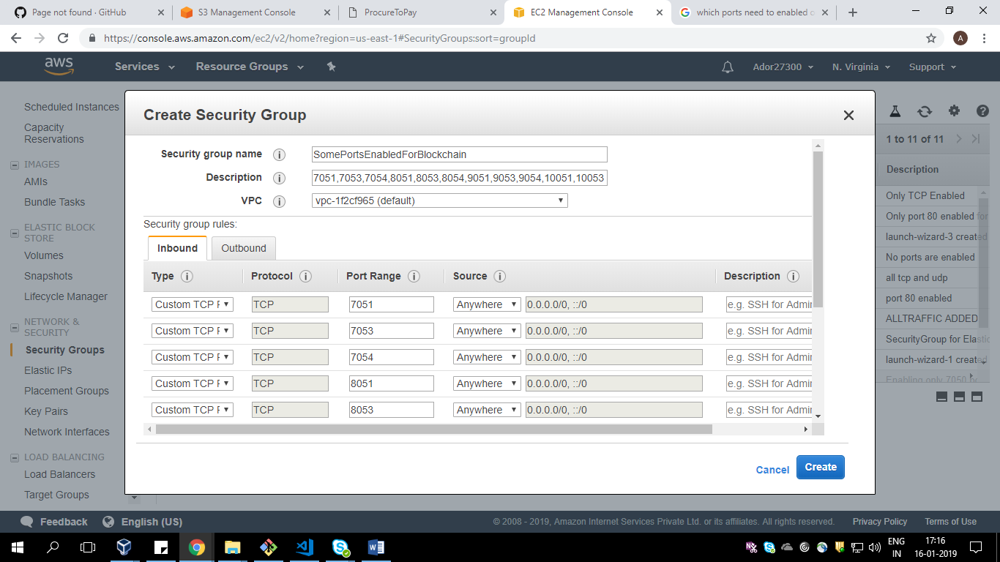 Page not found · GitHub
S3 Management Console
ProcureToPay
EC2 Management Console
which ports need to enabled
https://console.aws.amazon.com/ec2/v2/home?region=us-east-1#SecurityGroups:sort=groupId
A
aws
Services
Resource Groups
Ador27300
N. Virginia
Support
Scheduled Instances
Capacity
Reservations
IMAGES
AMIs
Bundle Tasks
ELASTIC BLOCK
STORE
Volumes
Snapshots
Lifecycle Manager
NETWORK &
SECURITY
Security Groups
Elastic IPs
Placement Groups
Key Pairs
Network Interfaces
LOAD BALANCING
Load Balancers
Target Groups
Create Security Group
Security group name
SomePortsEnabledForBlockchain
Description
7051,7053,7054,8051,8053,8054,9051,9053,9054,10051,10053
VPC
vpc-1f2cf965 (default)
Security group rules:
Inbound
Outbound
Type Protocol Port Range Source Description
Custom TCP TCP 7051 Anywhere 0.0.0.0/0, ::/0 e.g. SSH for Admin
Custom TCP TCP 7053 Anywhere 0.0.0.0/0, ::/0 e.g. SSH for Admin
Custom TCP TCP 7054 Anywhere 0.0.0.0/0, ::/0 e.g. SSH for Admin
Custom TCP TCP 8051 Anywhere 0.0.0.0/0, ::/0 e.g. SSH for Admin
Custom TCP TCP 8053 Anywhere 0.0.0.0/0, ::/0 e.g. SSH for Admin
Cancel
Create
1 to 11 of 11
Description
Only TCP Enabled
Only port 80 enabled for
launch-wizard-3 created
No ports are enabled
all tcp and udp
port 80 enabled
ALLTRAFFIC ADDED
SecurityGroup for Elastic
launch-wizard-1 created
Enabling only 7050
Feedback
English (US)
© 2008 - 2019, Amazon Internet Services Private Ltd. or its affiliates. All rights reserved.
Privacy Policy
Terms of Use
ENG
IN
17:16
16-01-2019